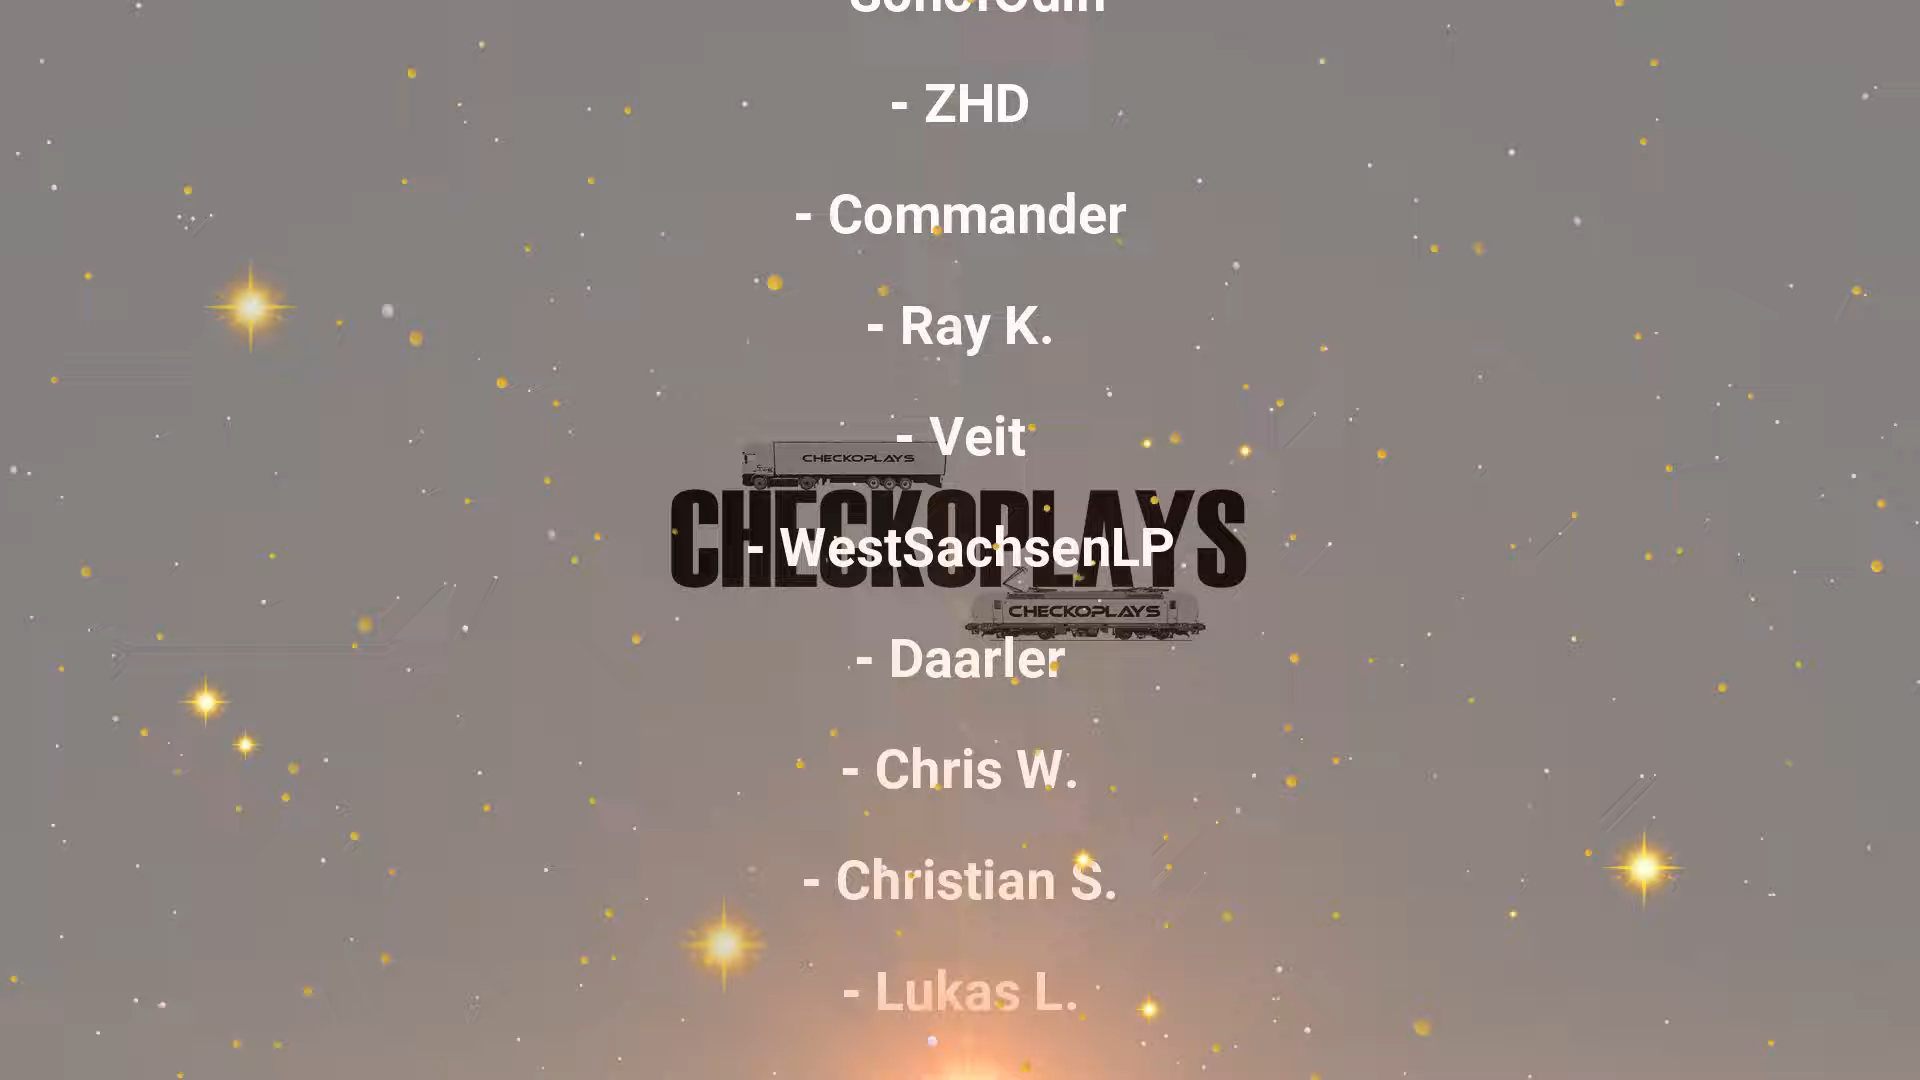 - ZHD
- Commander
- Ray K.
- Veit
CHECKOPLAYS
CHECKOPLAYS
- WestSachsenLP
CHECKOPLAYS
- Daarler
- Chris W.
- Christian S.
- Lukas L.